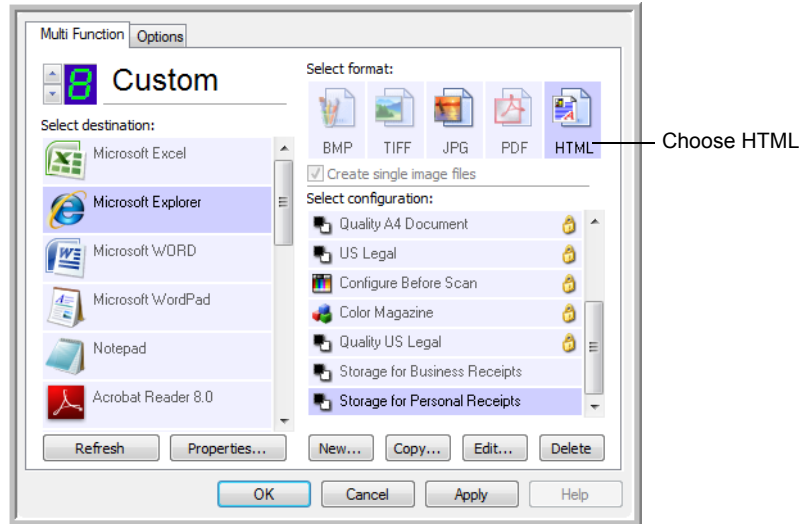 Multi Function
Options
8
Custom
Select destination:
Microsoft Excel
Microsoft Explorer
Microsoft WORD
Microsoft WordPad
Notepad
Acrobat Reader 8.0
Refresh
Properties...
Select format:
BMP TIFF JPG PDF HTML
Choose HTML
Create single image files
Select configuration:
Quality A4 Document
US Legal
Configure Before Scan
Color Magazine
Quality US Legal
Storage for Business Receipts
Storage for Personal Receipts
New... Copy... Edit... Delete
OK Cancel Apply Help